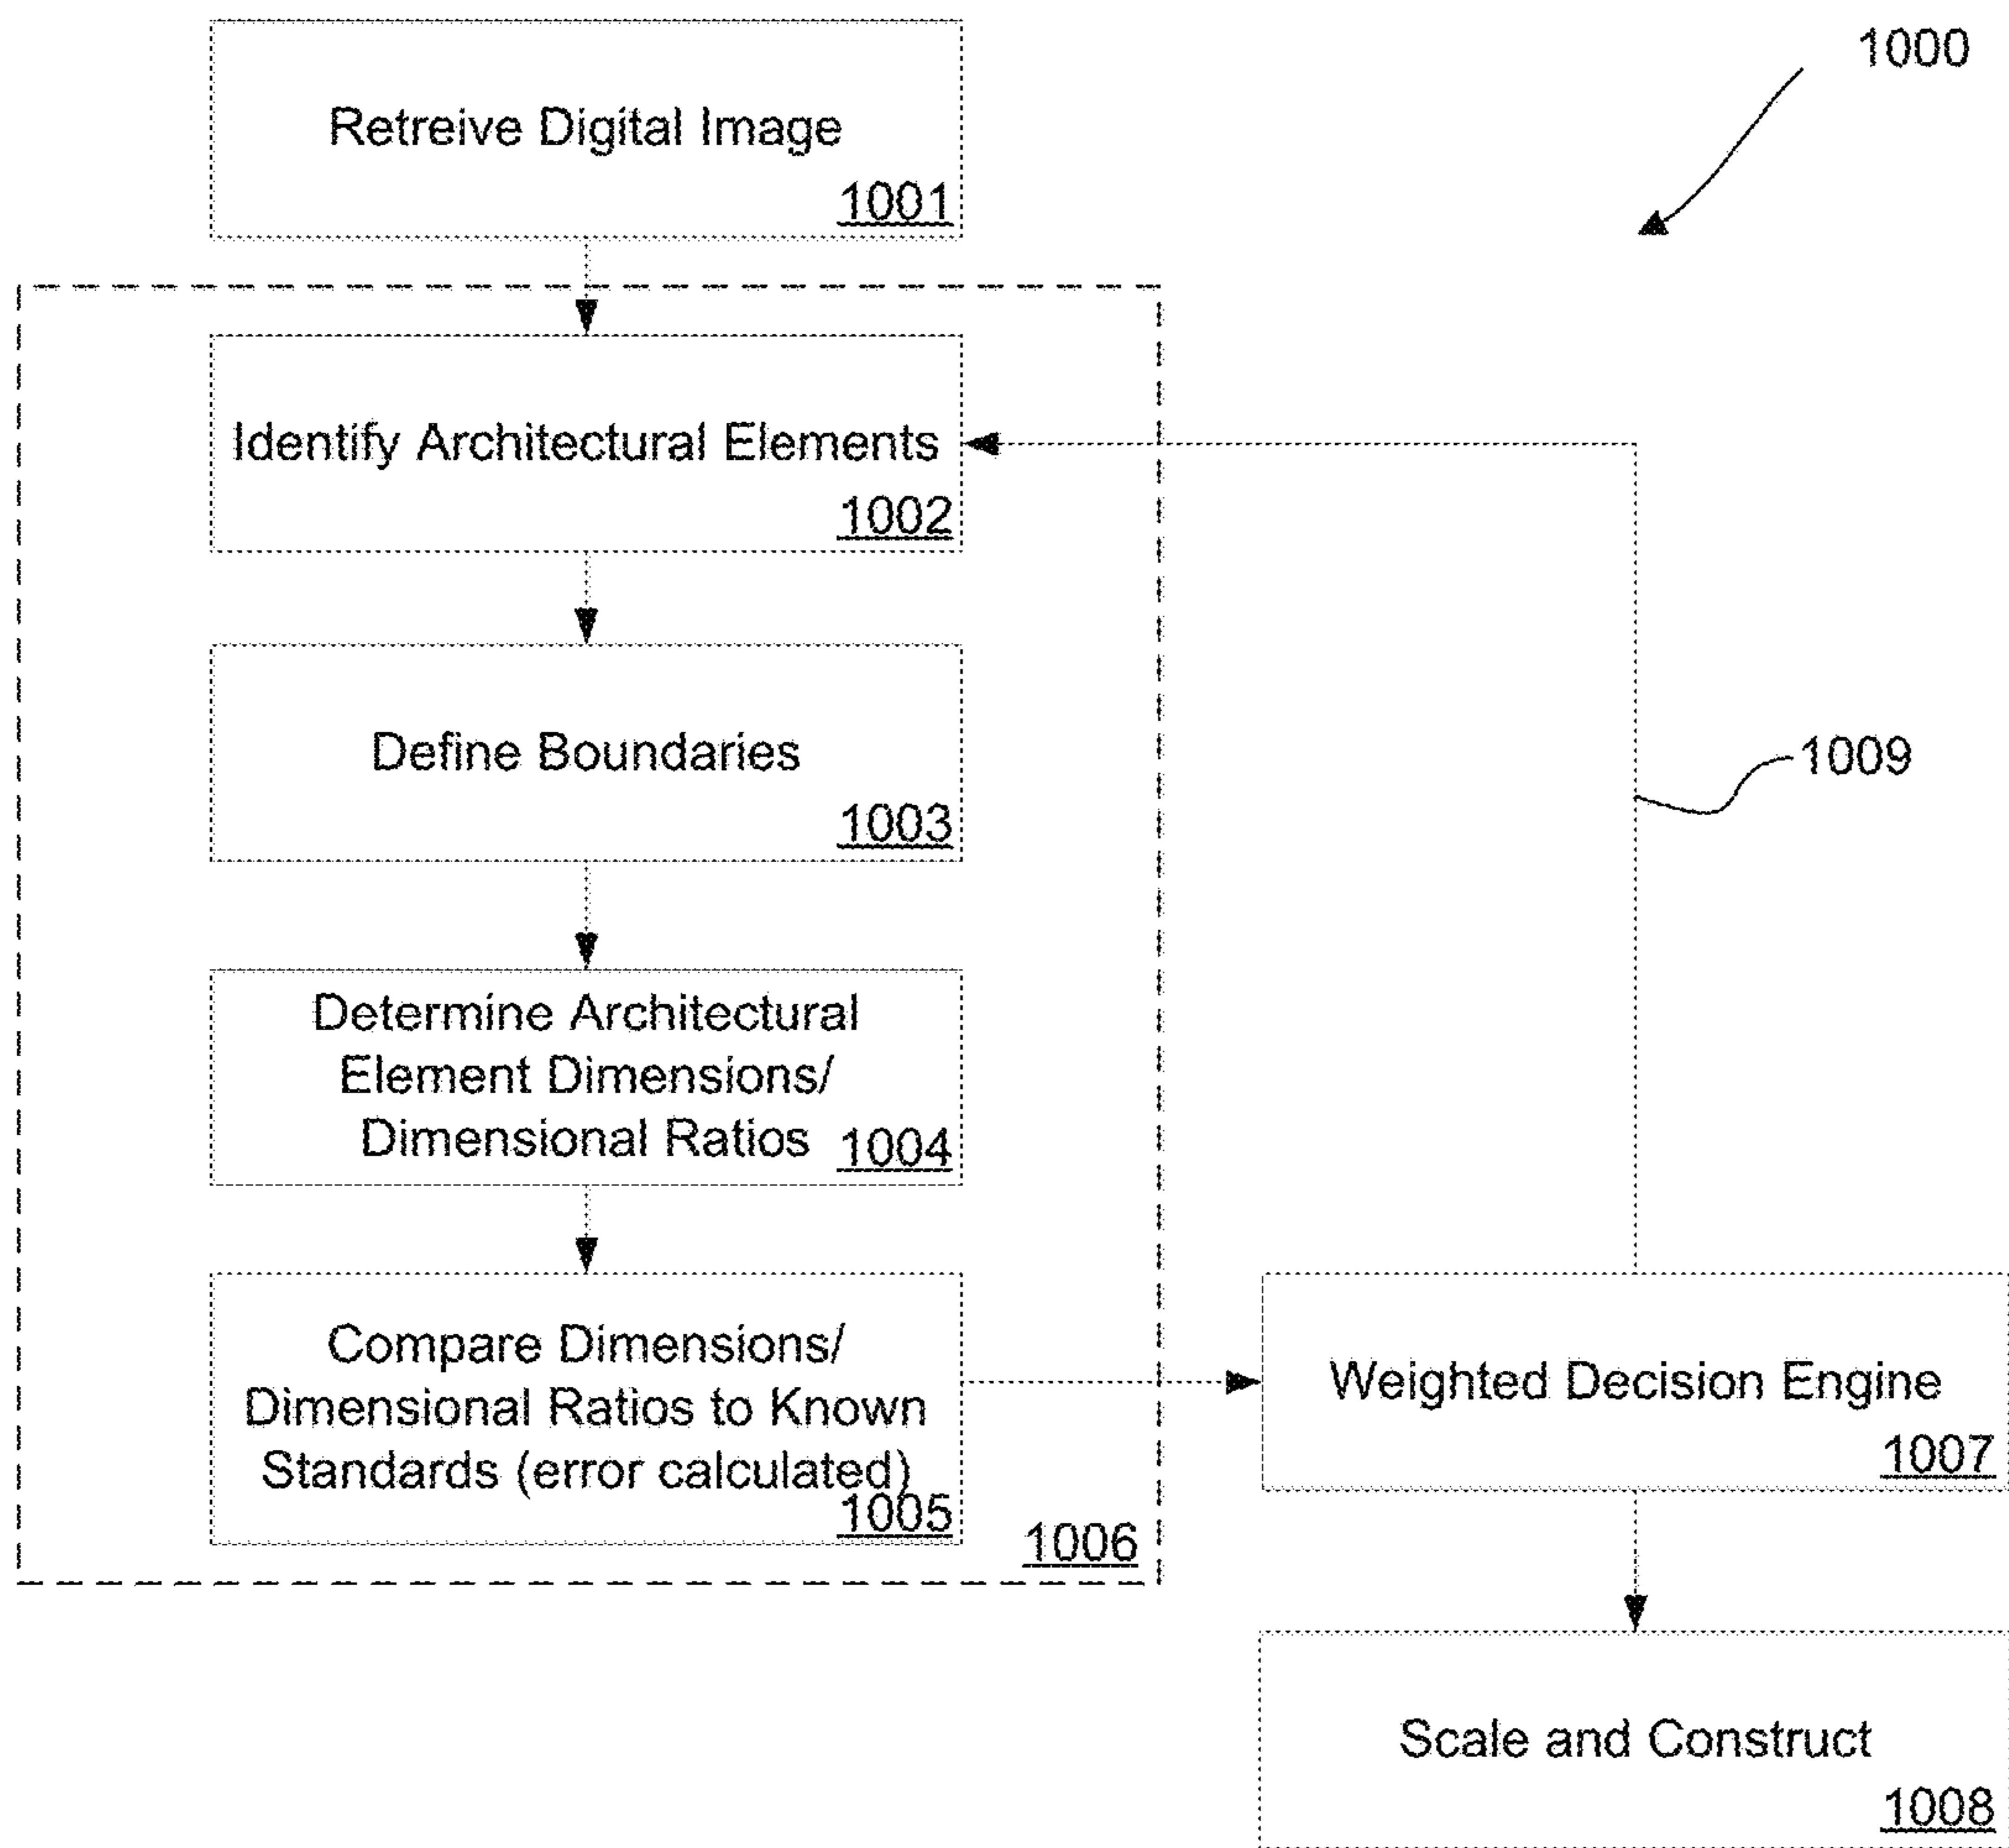 1000
Retreive Digital Image
1001
Identify Architectural Elements
1002
Define Boundaries
1003
1009
Determine Architectural
Element Dimensions/
Dimensional Ratios
1004
Compare Dimensions/
Dimensional Ratios to Known
Standards (error calculated)
1005
1006
Weighted Decision Engine
1007
Scale and Construct
1008